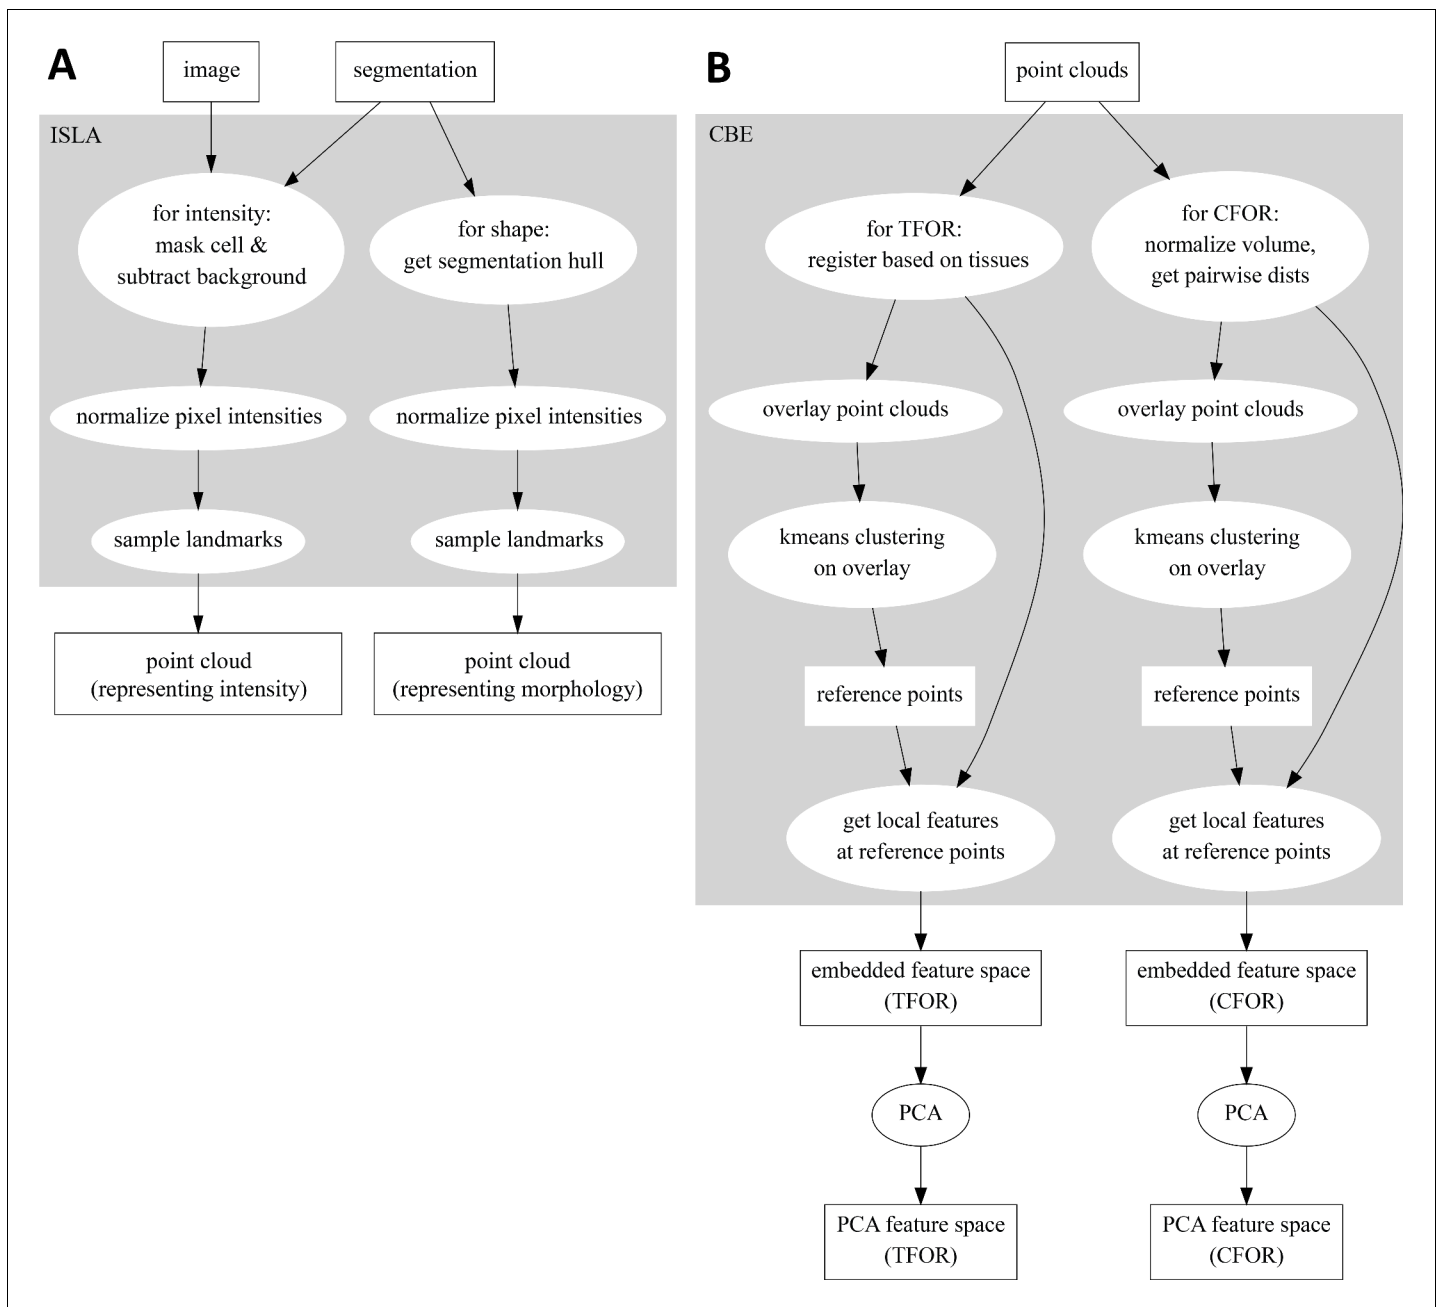 A
image
segmentation
ISLA
for intensity:
mask cell &
subtract background
for shape:
get segmentation hull
normalize pixel intensities
normalize pixel intensities
sample landmarks
sample landmarks
point cloud
(representing intensity)
point cloud
(representing morphology)
B
point clouds
CBE
for TFOR:
register based on tissues
for CFOR:
normalize volume,
get pairwise dists
overlay point clouds
overlay point clouds
kmeans clustering
on overlay
kmeans clustering
on overlay
reference points
reference points
get local features
at reference points
get local features
at reference points
embedded feature space
(TFOR)
embedded feature space
(CFOR)
PCA
PCA
PCA feature space
(TFOR)
PCA feature space
(CFOR)